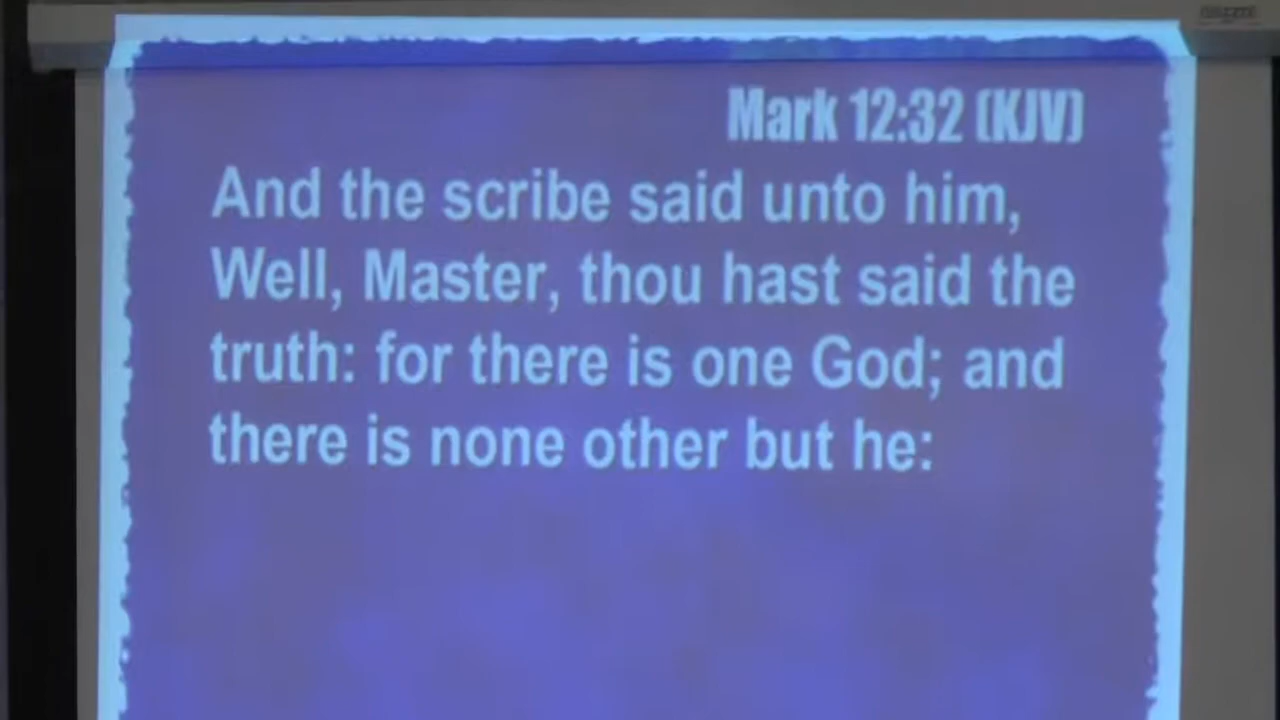 Mark 12:32 (KJV)
And the scribe said unto him,
Well, Master, thou hast said the
truth: for there is one God; and
there is none other but he: